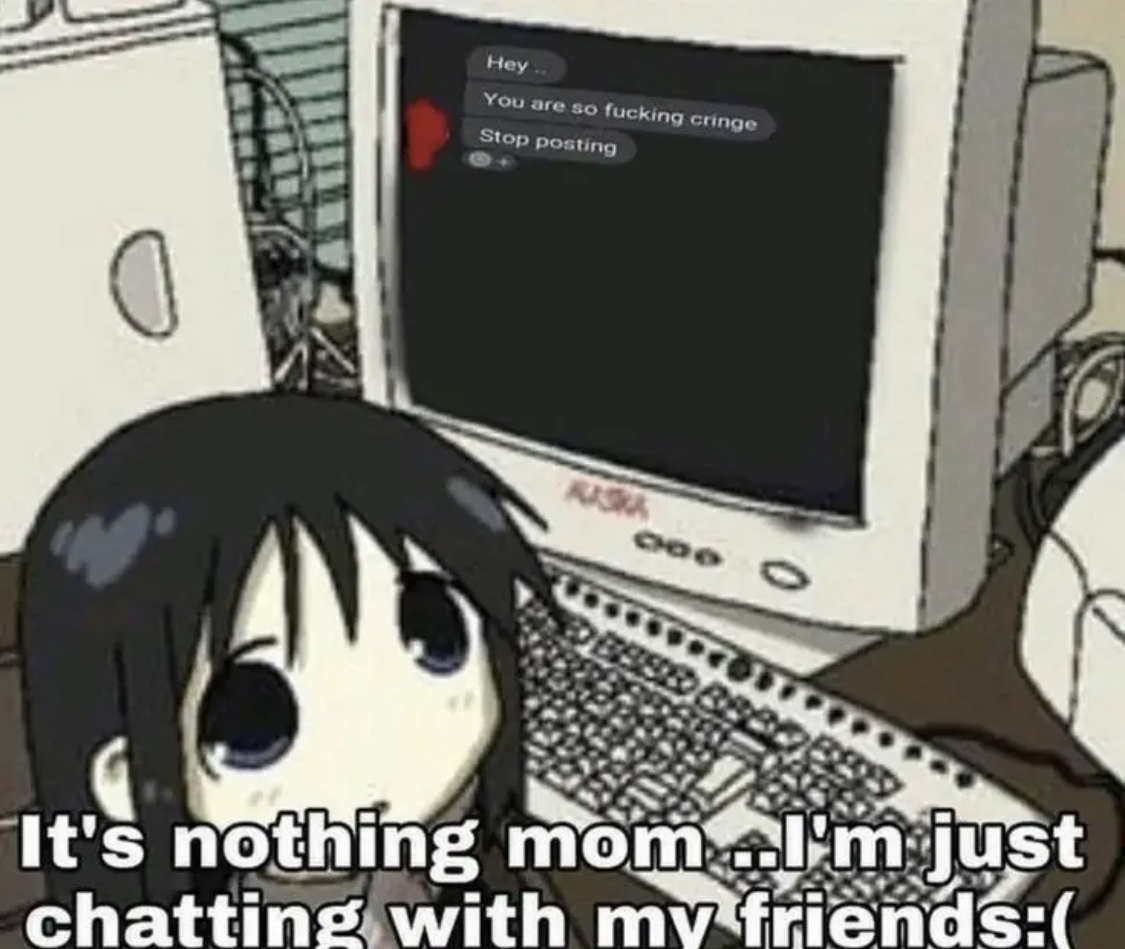 Hey ..
You are so fucking cringe
Stop posting
It's nothing mom ..I'm just
chatting with my friends:(